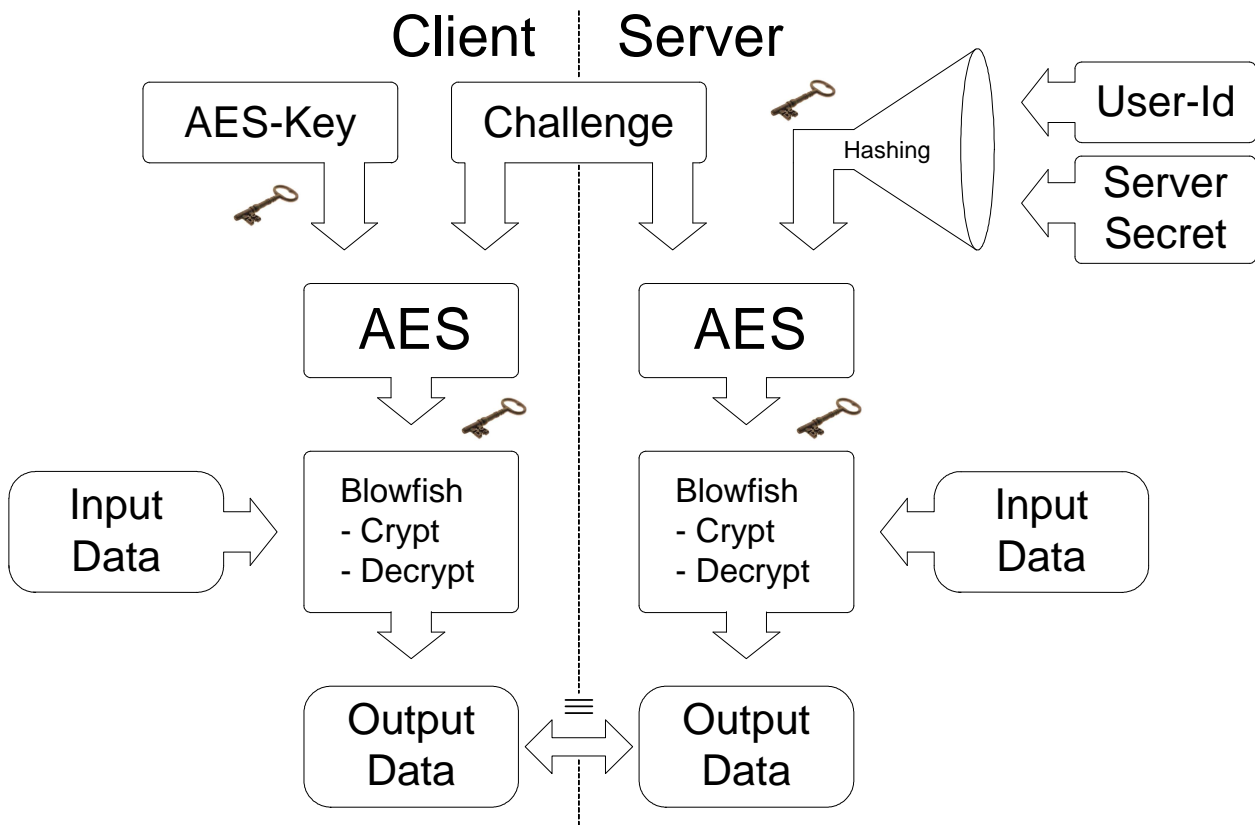 Client
Server
AES-Key
Challenge
Hashing
User-Id
Server
Secret
AES
AES
Blowfish
- Crypt
- Decrypt
Blowfish
- Crypt
- Decrypt
Input
Data
Input
Data
≡
Output
Data
Output
Data